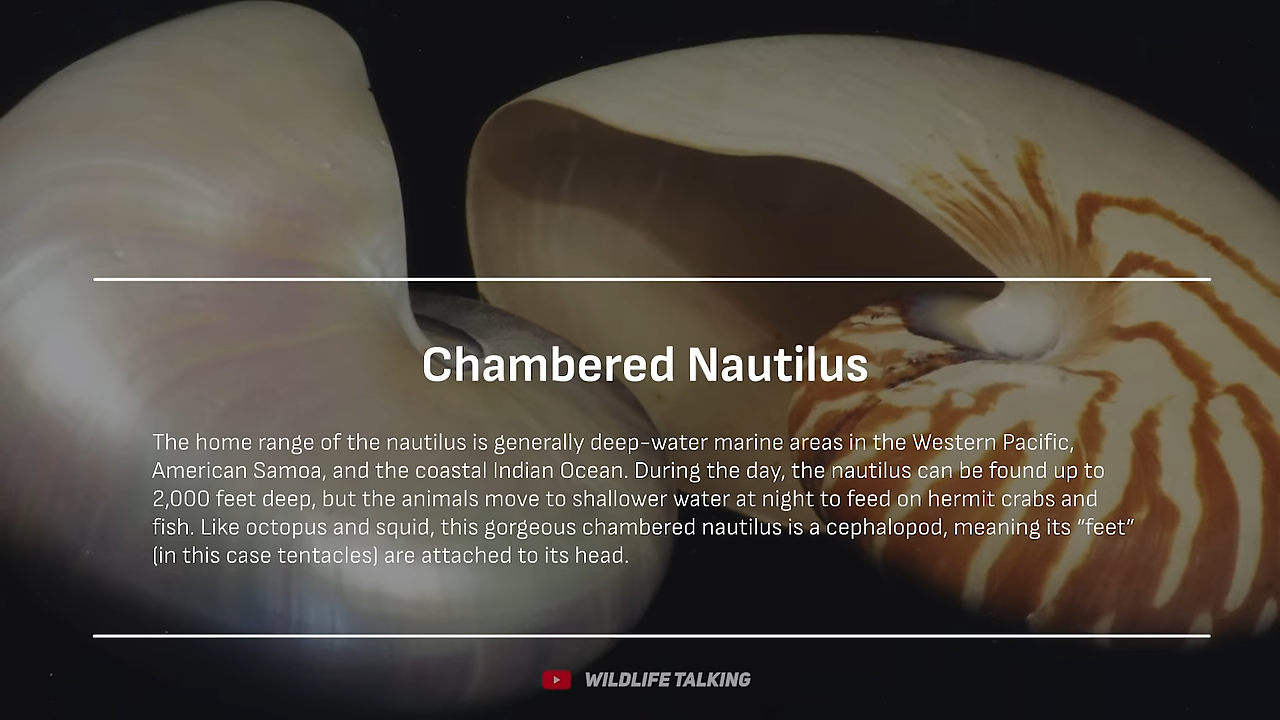 Chambered Nautilus
The home range of the nautilus is generally deep-water marine areas in the Western Pacific,
American Samoa, and the coastal Indian Ocean. During the day, the nautilus can be found up to
2,000 feet deep, but the animals move to shallower water at night to feed on hermit crabs and
fish. Like octopus and squid, this gorgeous chambered nautilus is a cephalopod, meaning its “feet”
(in this case tentacles) are attached to its head.
WILDLIFE TALKING